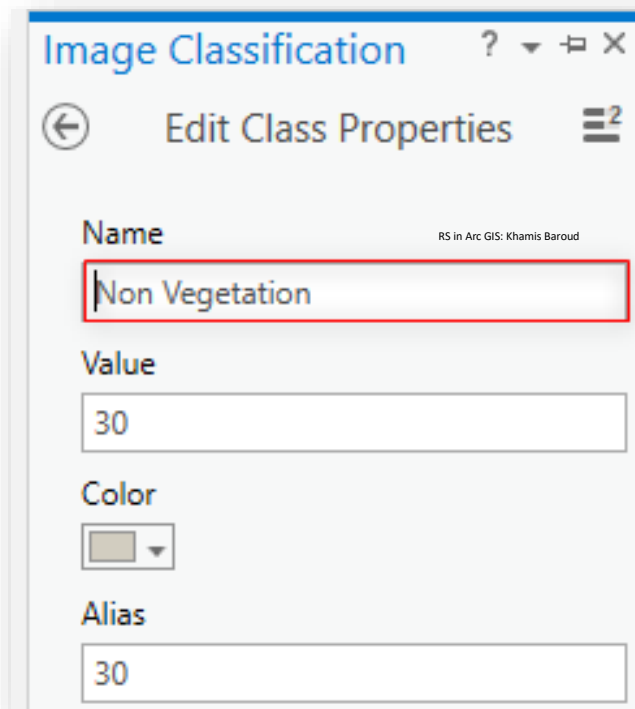 Image Classification ?
Edit Class Properties 2
Name
RS in Arc GIS: Khamis Baroud
Non Vegetation
Value
30
Color
Alias
30